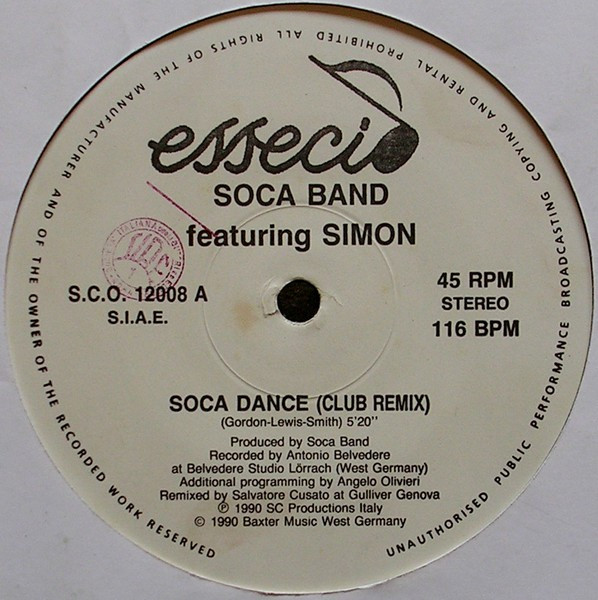 ALL RIGHTS OF THE MANUFACTURER AND OF THE OWNER OF THE RECORDED WORK RESERVED
UNAUTHORISED PUBLIC PERFORMANCE BROADCASTING COPYING AND RENTAL PROHIBITED
esseci
SOCA BAND
featuring SIMON
S.C.O. 12008 A
S.I.A.E.
45 RPM
STEREO
116 BPM
SOCA DANCE (CLUB REMIX)
(Gordon-Lewis-Smith) 5'20''
Produced by Soca Band
Recorded by Antonio Belvedere
at Belvedere Studio Lörrach (West Germany)
Additional programming by Angelo Olivieri
Remixed by Salvatore Cusato at Gulliver Genova
℗ 1990 SC Productions Italy
© 1990 Baxter Music West Germany